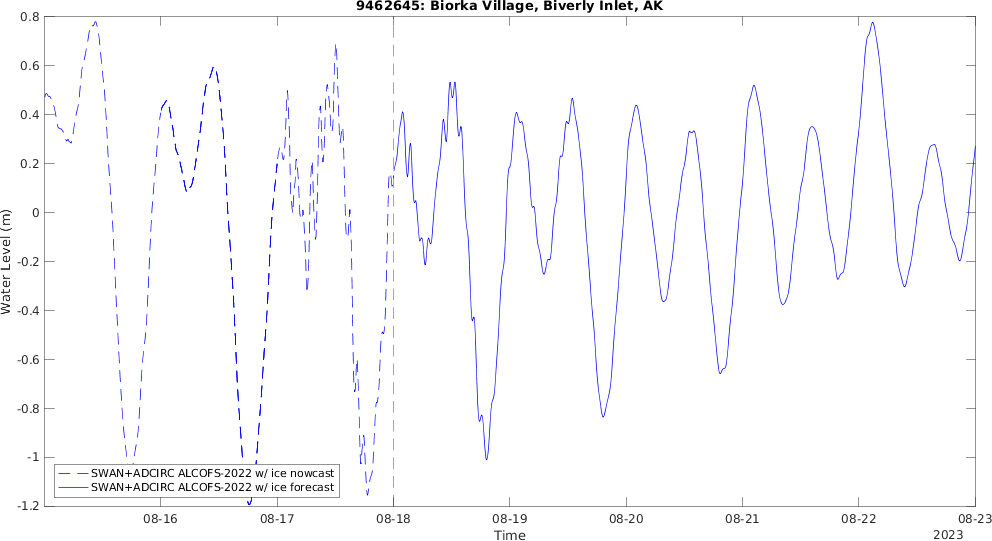 9462645: Biorka Village, Biverly Inlet, AK
Water Level (m)
0.8
0.6
0.4
0.2
0
-0.2
-0.4
-0.6
-0.8
-1
-1.2
SWAN+ADCIRC ALCOFS-2022 w/ ice nowcast
SWAN+ADCIRC ALCOFS-2022 w/ ice forecast
08-16 08-17 08-18 08-19 08-20 08-21 08-22 08-23
Time
2023